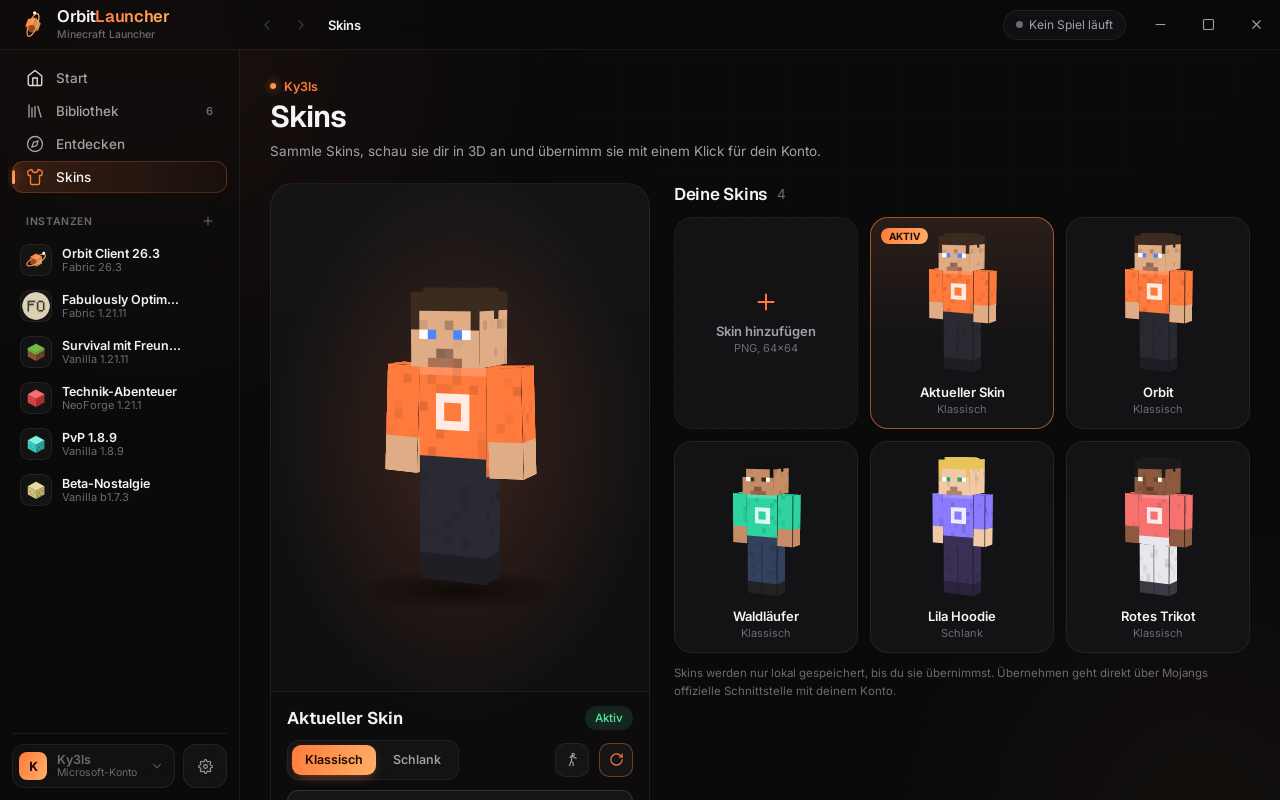 OrbitLauncher
Minecraft Launcher
Skins
Kein Spiel läuft
Start
Bibliothek 6
Entdecken
Skins
INSTANZEN
Orbit Client 26.3
Fabric 26.3
FO
Fabulously Optim...
Fabric 1.21.11
Survival mit Freun...
Vanilla 1.21.11
Technik-Abenteuer
NeoForge 1.21.1
PvP 1.8.9
Vanilla 1.8.9
Beta-Nostalgie
Vanilla b1.7.3
K
Ky3ls
Microsoft-Konto
Ky3ls
Skins
Sammle Skins, schau sie dir in 3D an und übernimm sie mit einem Klick für dein Konto.
Aktueller Skin
Aktiv
Klassisch
Schlank
Deine Skins 4
Skin hinzufügen
PNG, 64×64
AKTIV
Aktueller Skin
Klassisch
Orbit
Klassisch
Waldläufer
Klassisch
Lila Hoodie
Schlank
Rotes Trikot
Klassisch
Skins werden nur lokal gespeichert, bis du sie übernimmst. Übernehmen geht direkt über Mojangs
offizielle Schnittstelle mit deinem Konto.